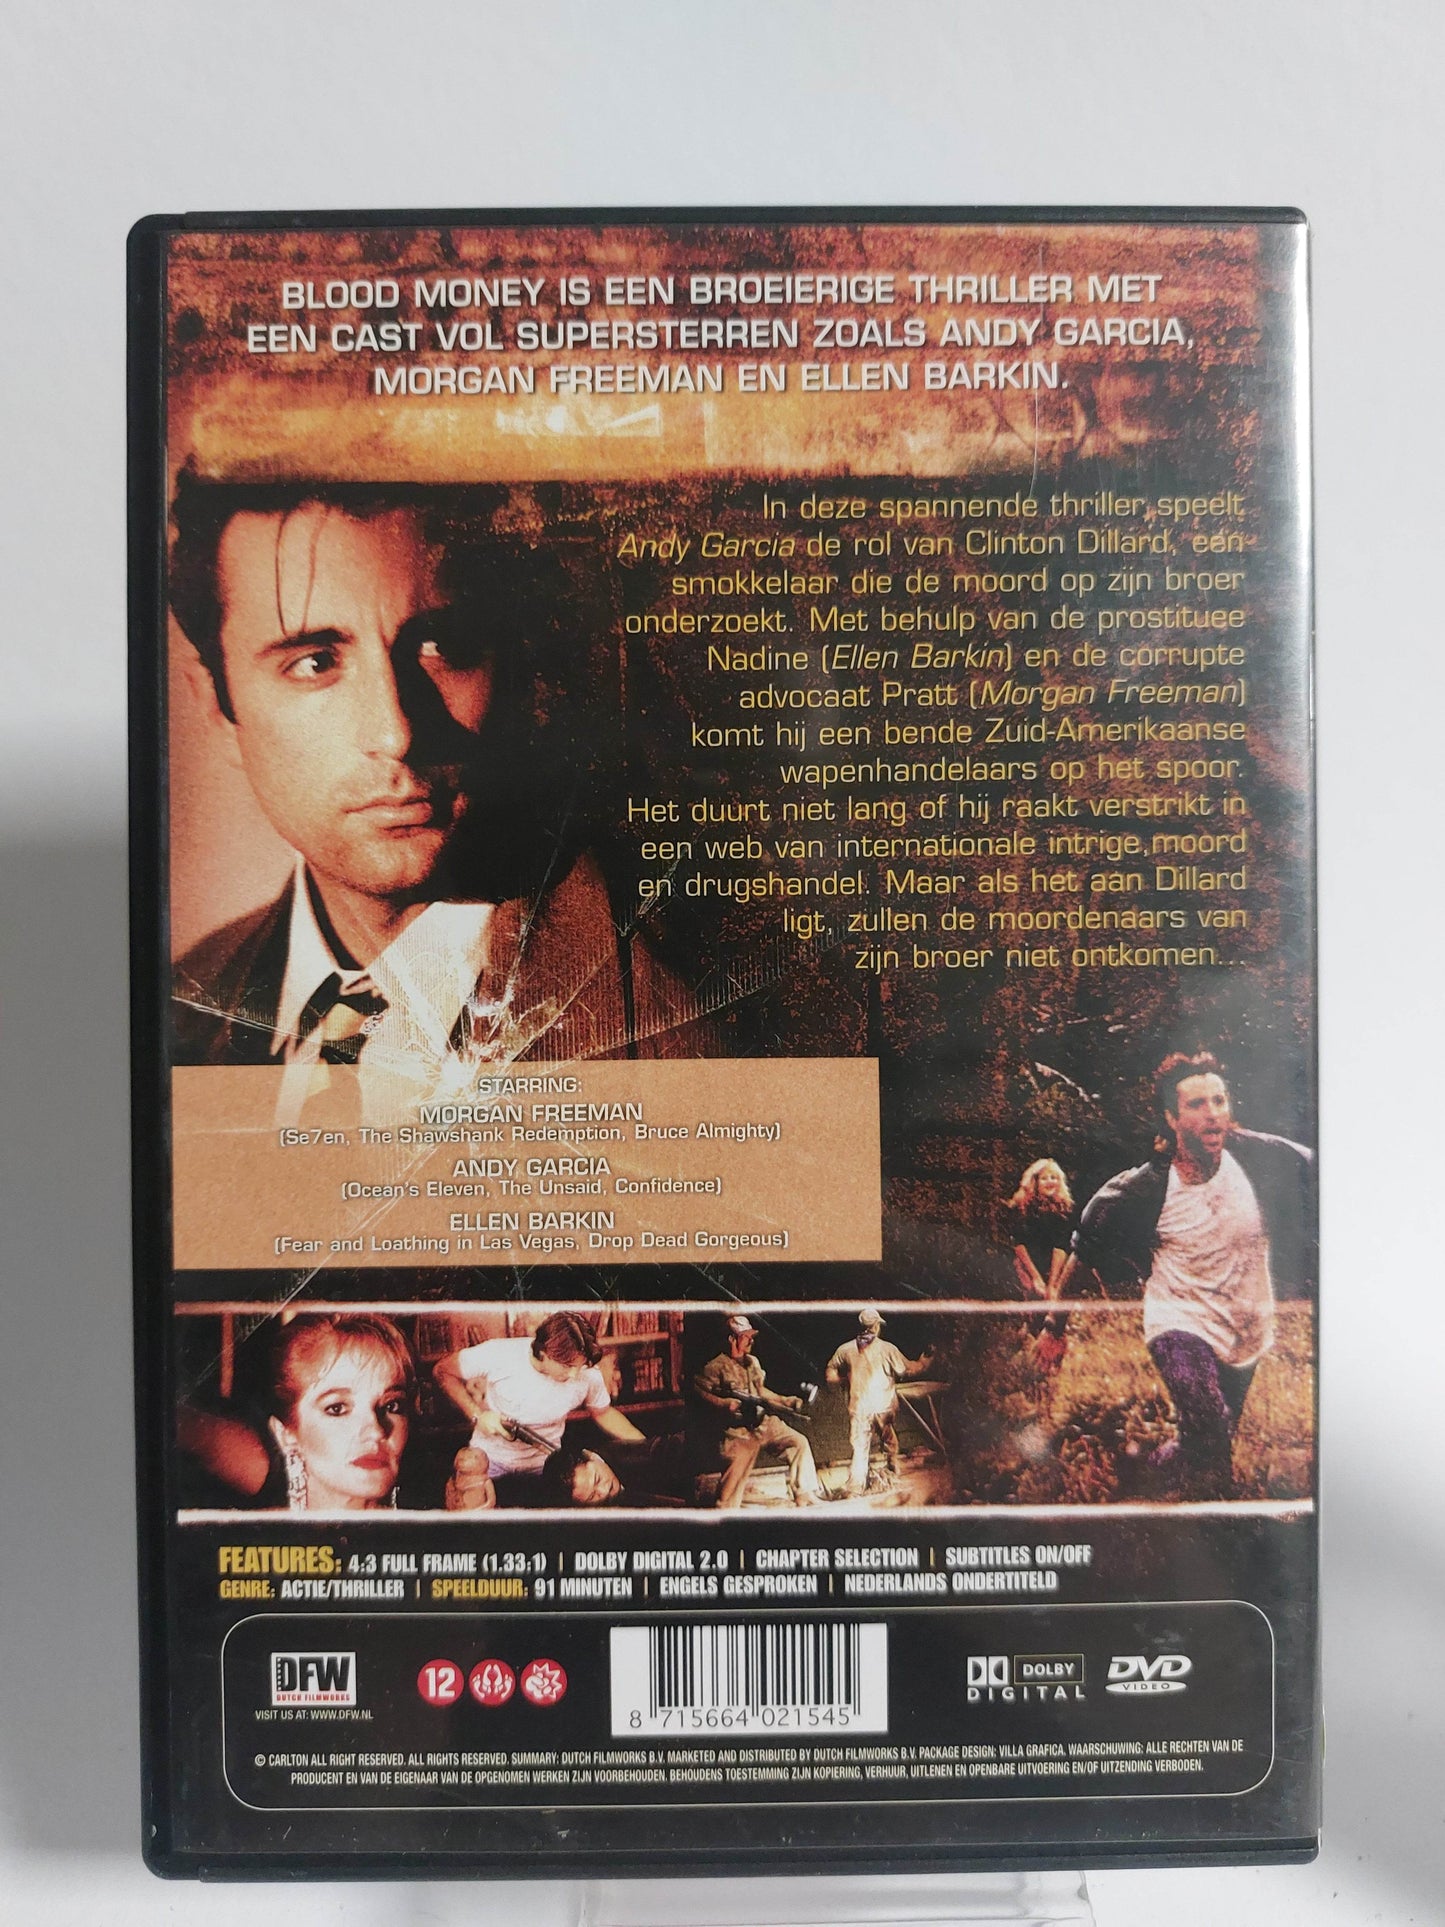 BLOOD MONEY IS EEN BROEIERIGE THRILLER MET
EEN CAST VOL SUPERSTERREN ZOALS ANDY GARCIA,
MORGAN FREEMAN EN ELLEN BARKIN.
In deze spannende thriller speelt
Andy Garcia de rol van Clinton Dillard, een
smokkelaar die de moord op zijn broer
onderzoekt. Met behulp van de prostituee
Nadine (Ellen Barkin) en de corrupte
advocaat Pratt (Morgan Freeman)
komt hij een bende Zuid-Amerikaanse
wapenhandelaars op het spoor.
Het duurt niet lang of hij raakt verstrikt in
een web van internationale intrige, moord
en drugshandel. Maar als het aan Dillard
ligt, zullen de moordenaars van
zijn broer niet ontkomen...
STARRING:
MORGAN FREEMAN
(Se7en, The Shawshank Redemption, Bruce Almighty)
ANDY GARCIA
(Ocean's Eleven, The Unsaid, Confidence)
ELLEN BARKIN
(Fear and Loathing in Las Vegas, Drop Dead Gorgeous)
FEATURES: 4:3 FULL FRAME (1.33:1) | DOLBY DIGITAL 2.0 | CHAPTER SELECTION | SUBTITLES ON/OFF
GENRE: ACTIE/THRILLER | SPEELDUUR: 91 MINUTEN | ENGELS GESPROKEN | NEDERLANDS ONDERTITELD
DFW
DUTCH FILMWORKS
VISIT US AT: WWW.DFW.NL
12
8 715664 021545
DOLBY
DIGITAL
DVD
VIDEO
© CARLTON ALL RIGHT RESERVED. ALL RIGHTS RESERVED. SUMMARY: DUTCH FILMWORKS B.V. MARKETED AND DISTRIBUTED BY DUTCH FILMWORKS B.V. PACKAGE DESIGN: VILLA GRAFICA. WAARSCHUWING: ALLE RECHTEN VAN DE
PRODUCENT EN VAN DE EIGENAAR VAN DE OPGENOMEN WERKEN ZIJN VOORBEHOUDEN. BEHOUDENS TOESTEMMING ZIJN KOPIERING, VERHUUR, UITLENEN EN OPENBARE UITVOERING EN/OF UITZENDING VERBODEN.